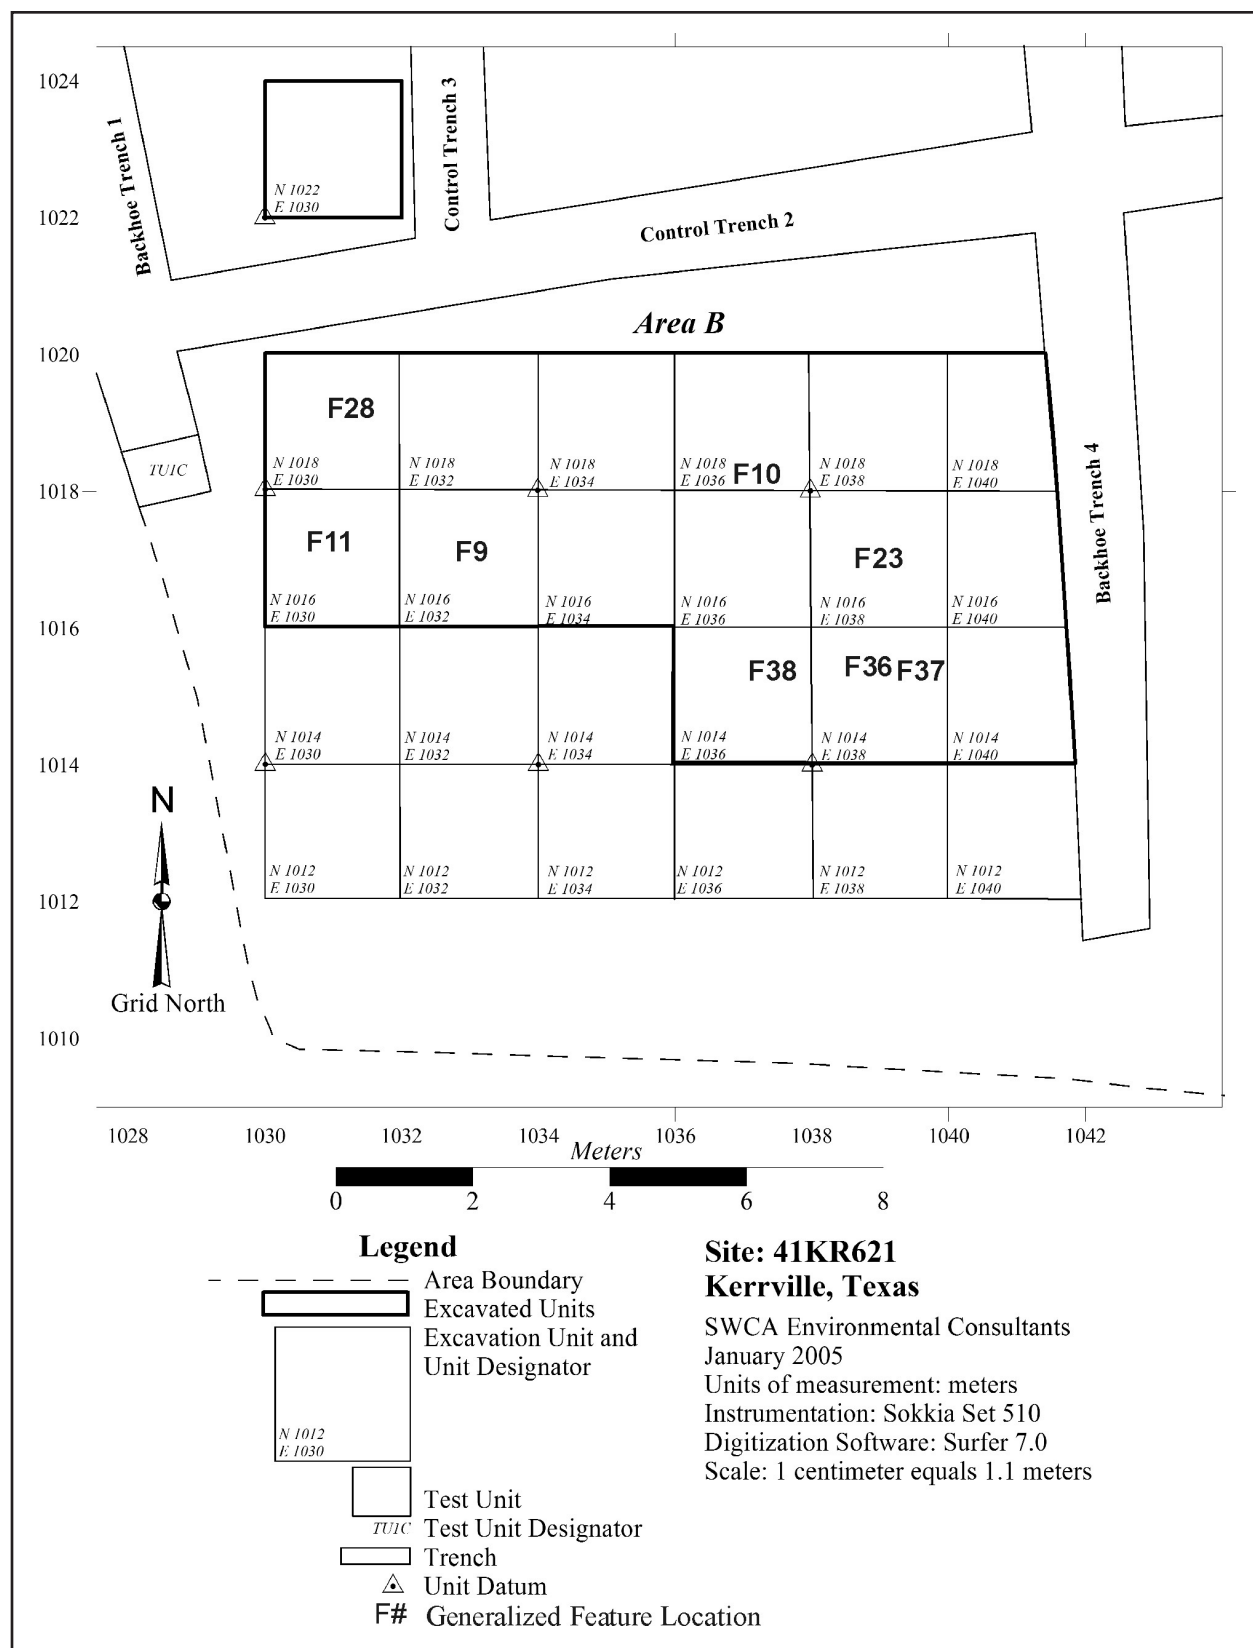 1024
Backhoe Trench 1
Control Trench 3
N 1022
E 1030
1022
Control Trench 2
Area B
1020
F28
TU1C
N 1018
E 1030
N 1018
E 1032
N 1018
E 1034
N 1018
E 1036
F10
N 1018
E 1038
N 1018
E 1040
1018
Backhoe Trench 4
F11
F9
F23
N 1016
E 1030
N 1016
E 1032
N 1016
E 1034
N 1016
E 1036
N 1016
E 1038
N 1016
E 1040
1016
F38
F36
F37
N 1014
E 1030
N 1014
E 1032
N 1014
E 1034
N 1014
E 1036
N 1014
E 1038
N 1014
E 1040
1014
N
N 1012
E 1030
N 1012
E 1032
N 1012
E 1034
N 1012
E 1036
N 1012
E 1038
N 1012
E 1040
1012
Grid North
1010
1028 1030 1032 1034 1036 1038 1040 1042
Meters
0 2 4 6 8
Legend
Area Boundary
Excavated Units
Excavation Unit and
Unit Designator
N 1012
E 1030
Test Unit
TU1C Test Unit Designator
Trench
Unit Datum
F# Generalized Feature Location
Site: 41KR621
Kerrville, Texas
SWCA Environmental Consultants
January 2005
Units of measurement: meters
Instrumentation: Sokkia Set 510
Digitization Software: Surfer 7.0
Scale: 1 centimeter equals 1.1 meters